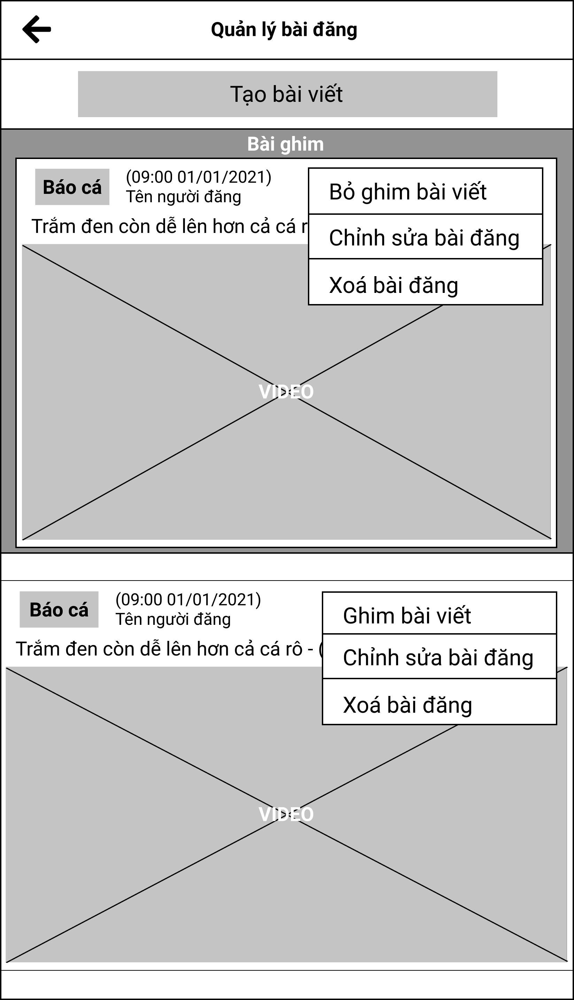 Quản lý bài đăng
Tạo bài viết
Bài ghim
Báo cá
(09:00 01/01/2021)
Tên người đăng
Trắm đen còn dễ lên hơn cả cá r
Bỏ ghim bài viết
Chỉnh sửa bài đăng
Xoá bài đăng
VIDEO
Báo cá
(09:00 01/01/2021)
Tên người đăng
Trắm đen còn dễ lên hơn cả cá rô - (
Ghim bài viết
Chỉnh sửa bài đăng
Xoá bài đăng
VIDEO